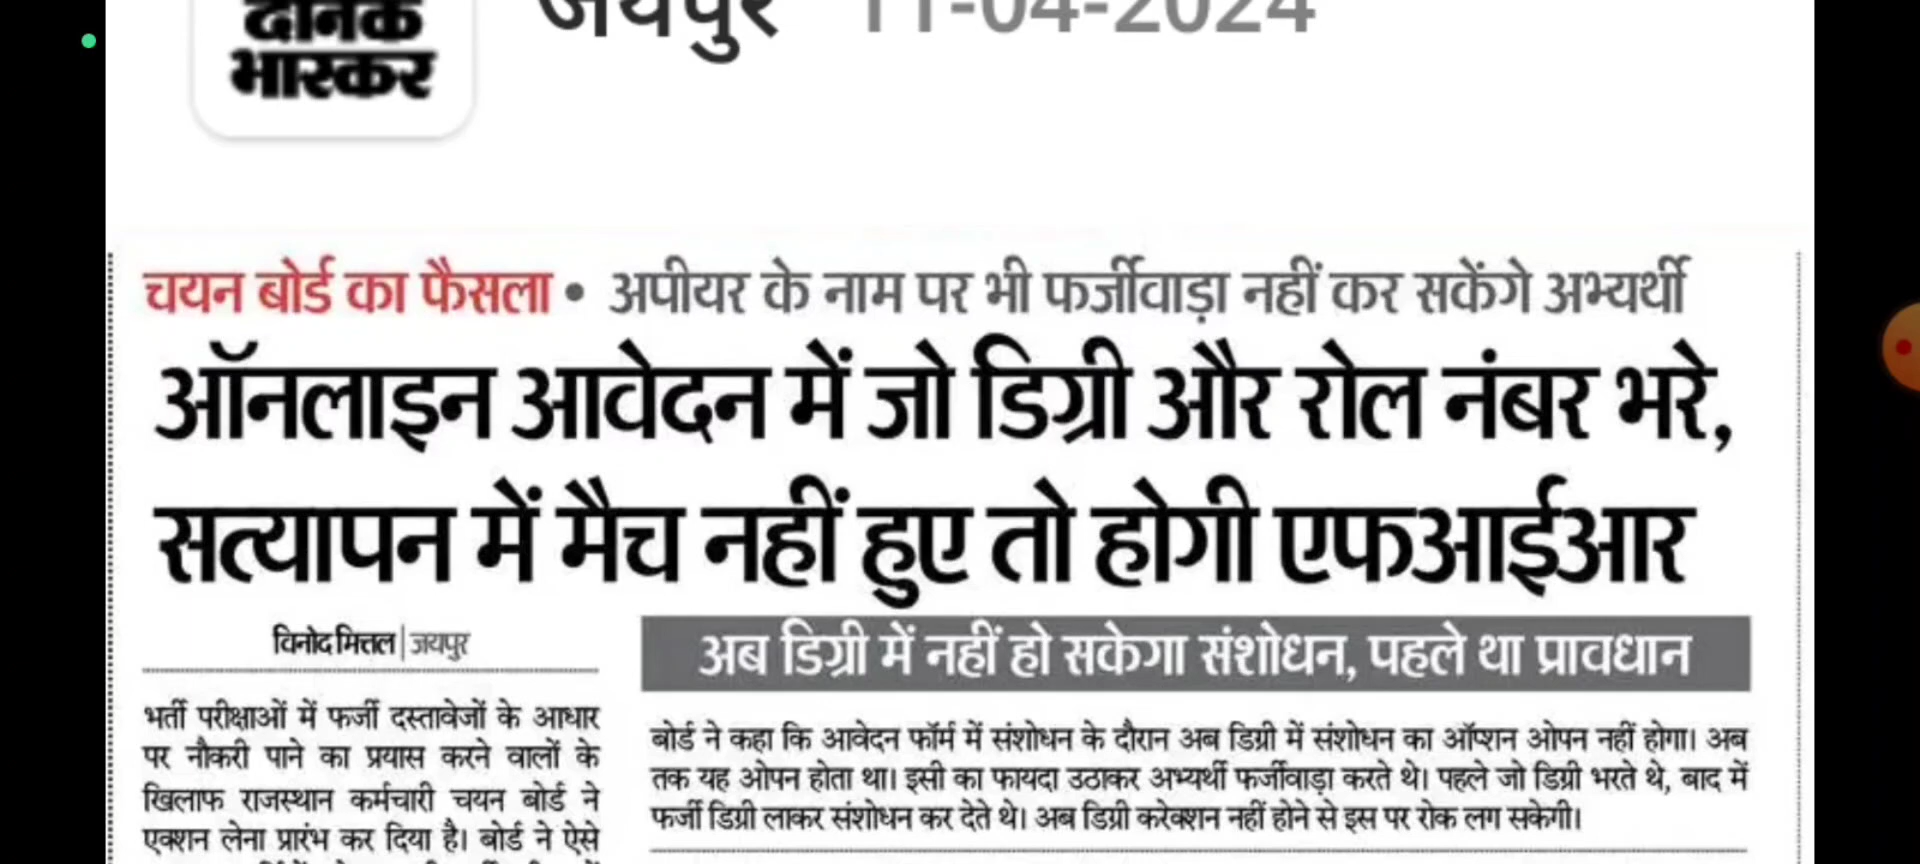 दैनिक
भास्कर
जयपुर 11-04-2024
चयन बोर्ड का फैसला • अपीयर के नाम पर भी फर्जीवाड़ा नहीं कर सकेंगे अभ्यर्थी
ऑनलाइन आवेदन में जो डिग्री और रोल नंबर भरे,
सत्यापन में मैच नहीं हुए तो होगी एफआईआर
विनोद मित्तल | जयपुर
भर्ती परीक्षाओं में फर्जी दस्तावेजों के आधार
पर नौकरी पाने का प्रयास करने वालों के
खिलाफ राजस्थान कर्मचारी चयन बोर्ड ने
एक्शन लेना प्रारंभ कर दिया है। बोर्ड ने ऐसे
अब डिग्री में नहीं हो सकेगा संशोधन, पहले था प्रावधान
बोर्ड ने कहा कि आवेदन फॉर्म में संशोधन के दौरान अब डिग्री में संशोधन का ऑप्शन ओपन नहीं होगा। अब
तक यह ओपन होता था। इसी का फायदा उठाकर अभ्यर्थी फर्जीवाड़ा करते थे। पहले जो डिग्री भरते थे, बाद में
फर्जी डिग्री लाकर संशोधन कर देते थे। अब डिग्री करेक्शन नहीं होने से इस पर रोक लग सकेगी।